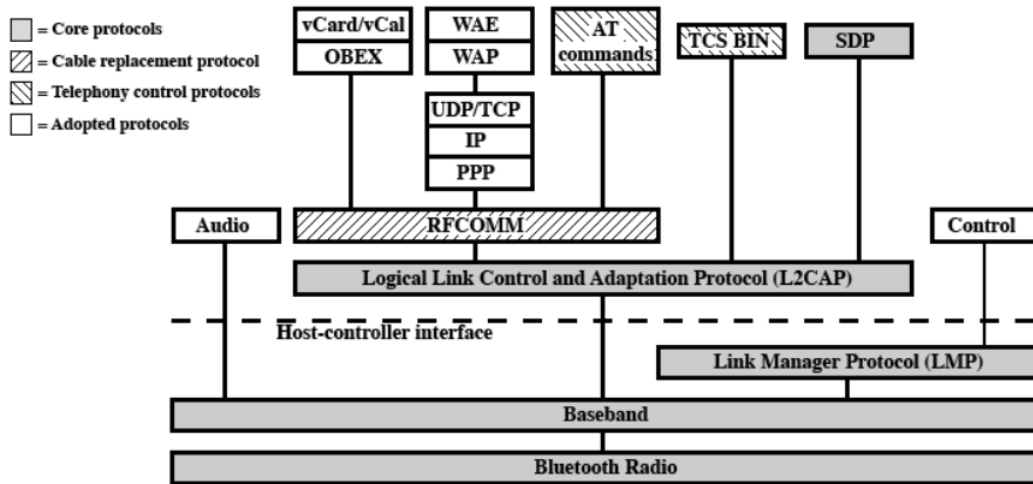 = Core protocols
= Cable replacement protocol
= Telephony control protocols
= Adopted protocols
vCard/vCal
OBEX
WAE
WAP
UDP/TCP
IP
PPP
AT
commands
TCS BIN
SDP
Audio
RFCOMM
Control
Logical Link Control and Adaptation Protocol (L2CAP)
Host-controller interface
Link Manager Protocol (LMP)
Baseband
Bluetooth Radio